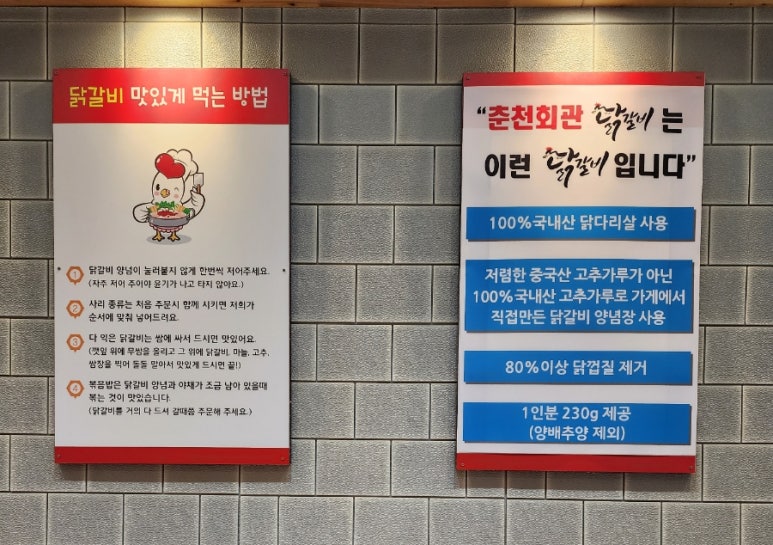 닭갈비 맛있게 먹는 방법
1 닭갈비 양념이 눌러붙지 않게 한번씩 저어주세요.
(자주 저어 주어야 윤기가 나고 타지 않아요.)
2 사리 종류는 처음 주문시 함께 시키면 저희가
순서에 맞춰 넣어드려요.
3 다 익은 닭갈비는 쌈에 싸서 드시면 맛있어요.
(깻잎 위에 무쌈을 올리고 그 위에 닭갈비, 마늘, 고추,
쌈장을 찍어 돌돌 말아서 맛있게 드시면 끝!)
4 볶음밥은 닭갈비 양념과 야채가 조금 남아 있을때
볶는 것이 맛있습니다.
(닭갈비를 거의 다 드셔 갈때쯤 주문해 주세요.)
“춘천회관 닭갈비 는
이런 닭갈비 입니다”
100%국내산 닭다리살 사용
저렴한 중국산 고추가루가 아닌
100%국내산 고추가루로 가게에서
직접만든 닭갈비 양념장 사용
80%이상 닭껍질 제거
1인분 230g 제공
(양배추양 제외)